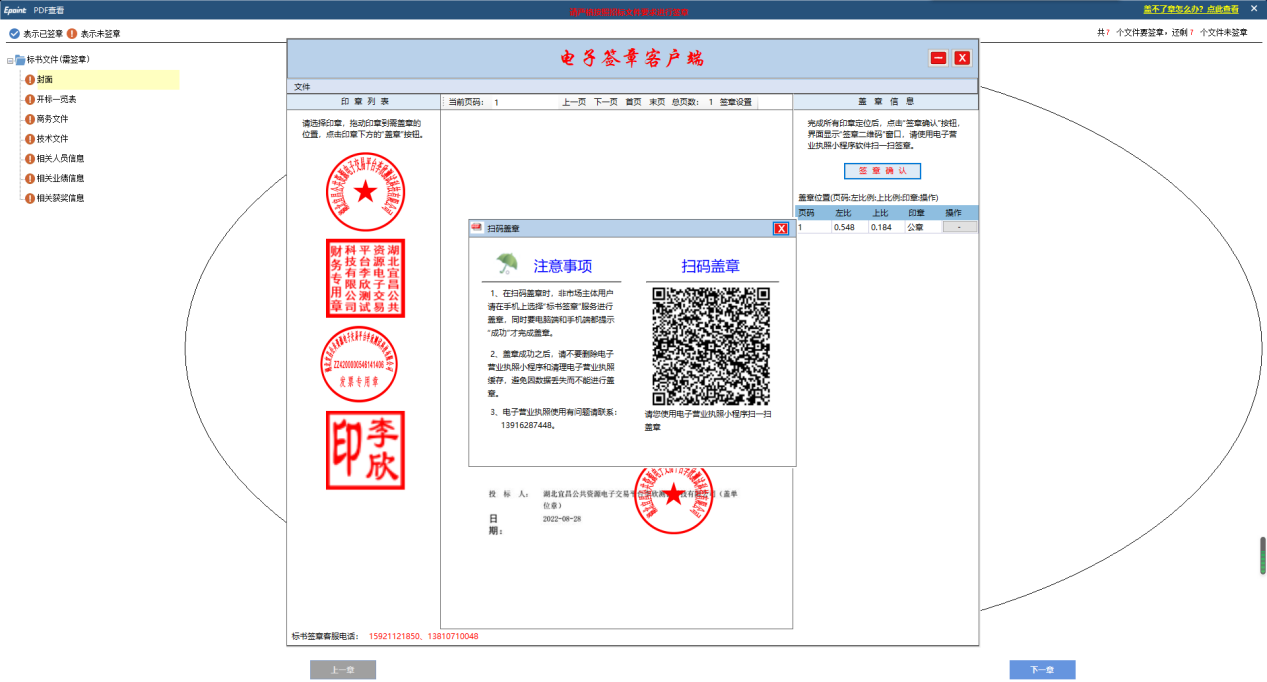 Epoint PDF查看
盖不了章怎么办? 点此查看
表示已签章 表示未签章
共7 个文件要签章，还剩7 个文件未签章
标书文件(需签章)
封面
开标一览表
商务文件
技术文件
相关人员信息
相关业绩信息
相关获奖信息
电子签章客户端
文件
印 章 列 表
当前页码： 1 上一页 下一页 首页 末页 总页数： 1 签章设置
盖 章 信 息
请选择印章，拖动印章到需盖章的
位置，点击印章下方的“盖章”按钮。
湖北宜昌公共
资源电子交易
平台李欣测试
科技有限公司
财务专用章
ZZ4200000546141406
发票专用章
李欣
印
完成所有印章定位后，点击“签章确认”按钮，
界面显示“签章二维码”窗口，请使用电子营
业执照小程序软件扫一扫签章。
签 章 确 认
盖章位置(页码:左比例:上比例:印章:操作)
页码 左比 上比 印章 操作
1 0.548 0.184 公章 -
扫码盖章
注意事项
1、在扫码盖章时，非市场主体用户
请在手机上选择“标书签章”服务进行
盖章，同时要电脑端和手机端都提示
“成功”才完成盖章。
2、盖章成功之后，请不要删除电子
营业执照小程序和清理电子营业执照
缓存，避免因数据丢失而不能进行盖
章。
3、电子营业执照使用有问题请联系：
13916287448。
扫码盖章
请您使用电子营业执照小程序扫一扫
盖章
投 标 人： 湖北宜昌公共资源电子交易平台李欣测试科技有限公司（盖单
位章）
日
期： 2022-08-28
标书签章客服电话： 15921121850、13810710048
上一章
下一章